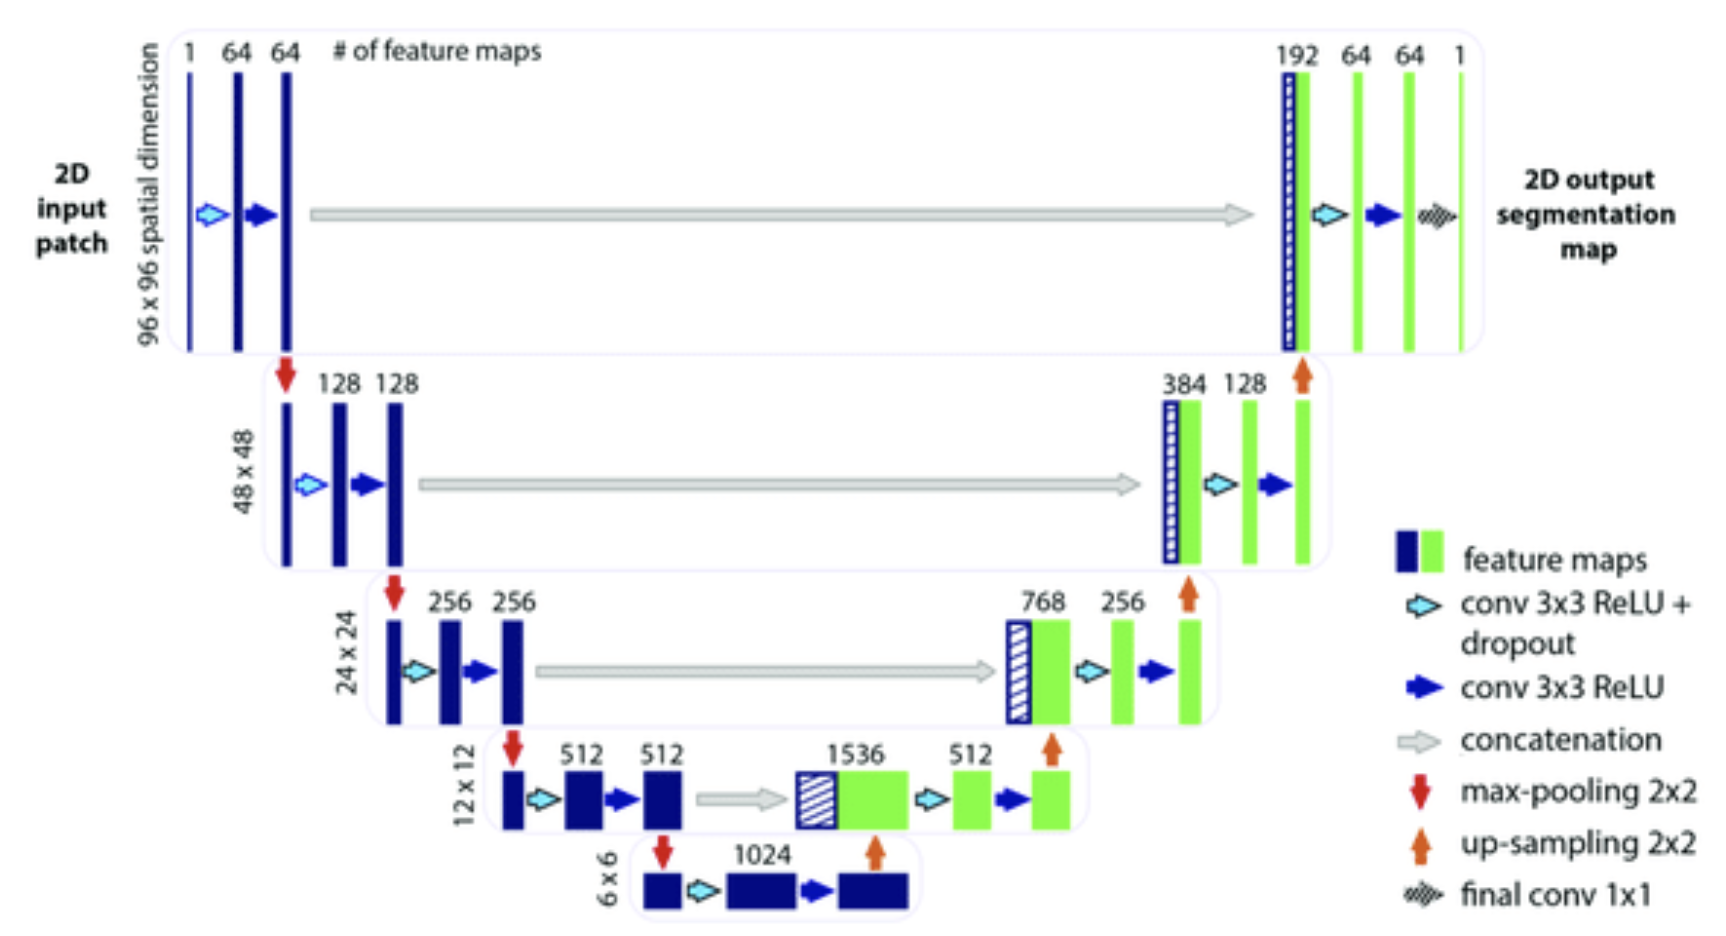 1 64 64 # of feature maps
192 64 64 1
96 x 96 spatial dimension
2D
input
patch
2D output
segmentation
map
128 128
384 128
48 x 48
256 256
768 256
24 x 24
512 512
1536 512
12 x 12
1024
6 x 6
feature maps
conv 3x3 ReLU +
dropout
conv 3x3 ReLU
concatenation
max-pooling 2x2
up-sampling 2x2
final conv 1x1